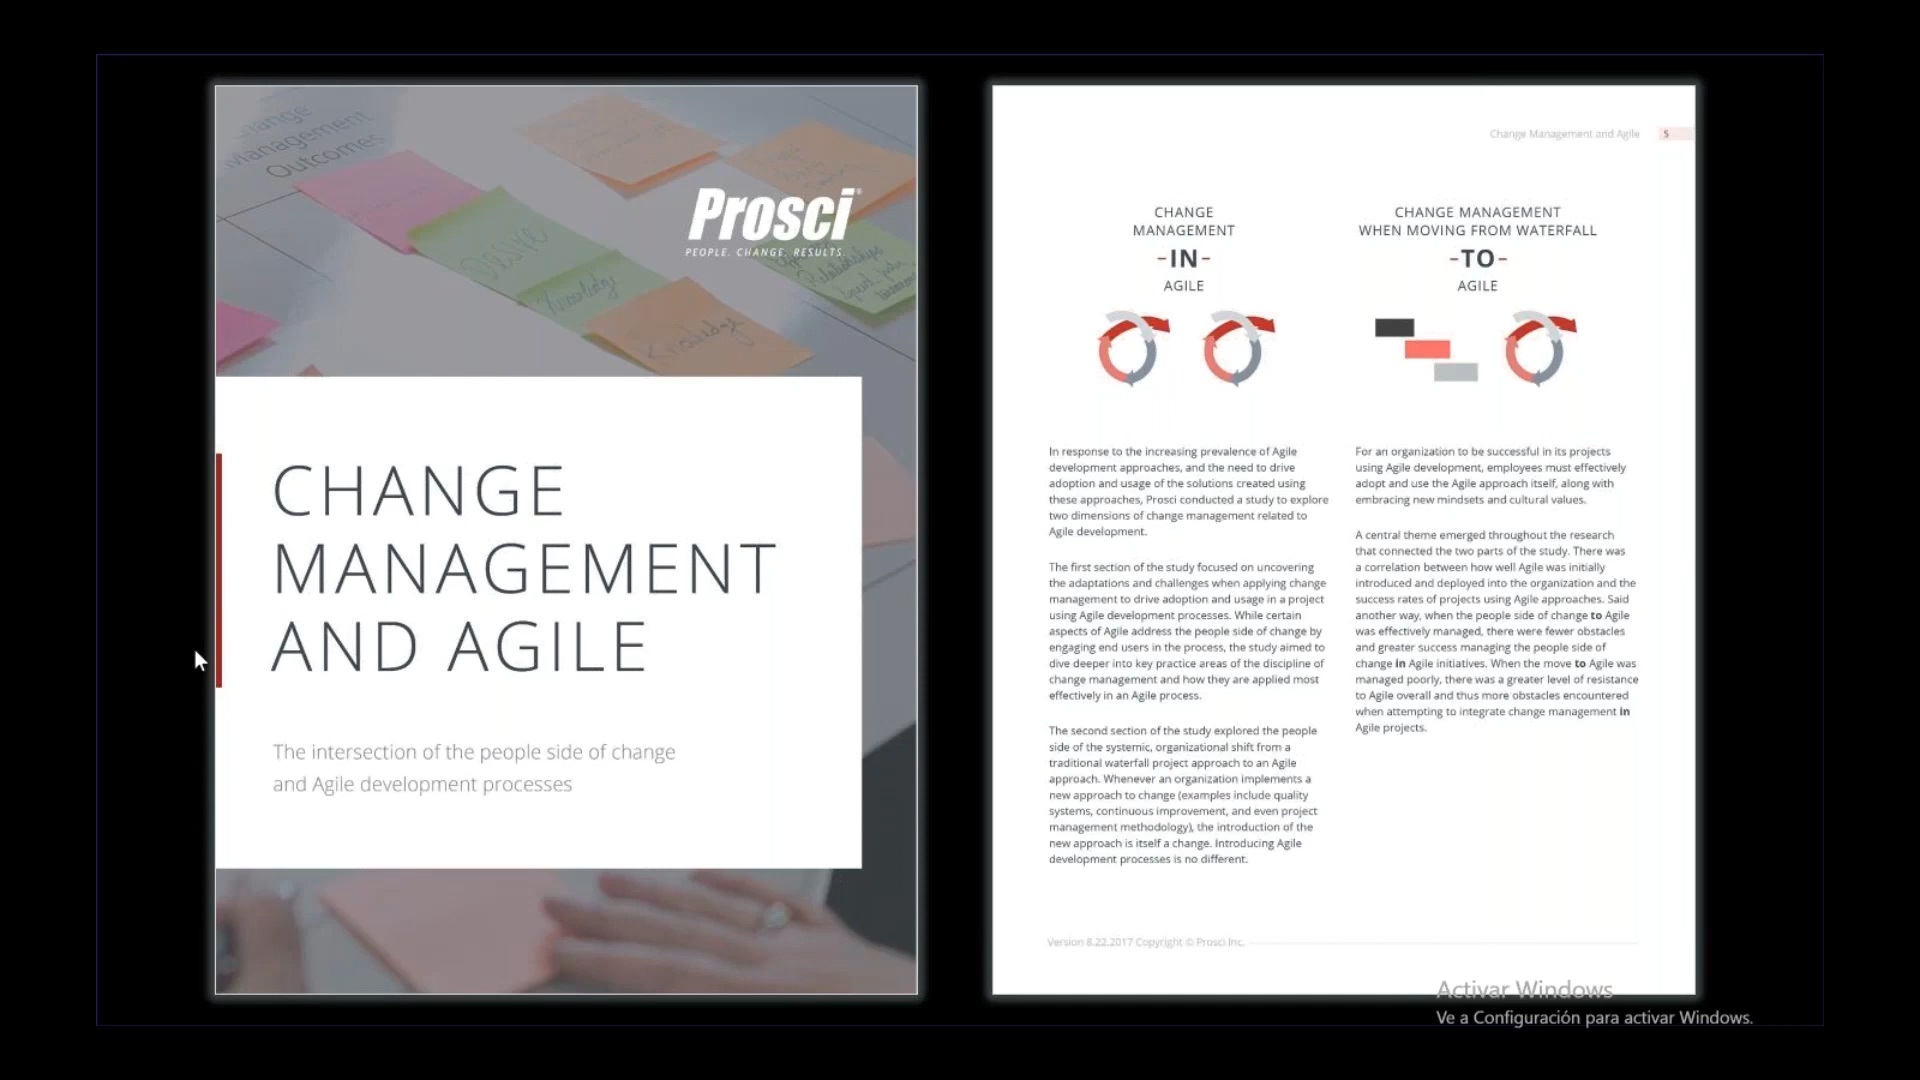 Change
Management
Outcomes
Desire
Knowledge
Knowledge
Relationships
Prosci®
PEOPLE. CHANGE. RESULTS.
CHANGE
MANAGEMENT
AND AGILE
The intersection of the people side of change
and Agile development processes
Change Management and Agile 5
CHANGE
MANAGEMENT
-IN-
AGILE
CHANGE MANAGEMENT
WHEN MOVING FROM WATERFALL
-TO-
AGILE
In response to the increasing prevalence of Agile
development approaches, and the need to drive
adoption and usage of the solutions created using
these approaches, Prosci conducted a study to explore
two dimensions of change management related to
Agile development.
The first section of the study focused on uncovering
the adaptations and challenges when applying change
management to drive adoption and usage in a project
using Agile development processes. While certain
aspects of Agile address the people side of change by
engaging end users in the process, the study aimed to
dive deeper into key practice areas of the discipline of
change management and how they are applied most
effectively in an Agile process.
The second section of the study explored the people
side of the systemic, organizational shift from a
traditional waterfall project approach to an Agile
approach. Whenever an organization implements a
new approach to change (examples include quality
systems, continuous improvement, and even project
management methodology), the introduction of the
new approach is itself a change. Introducing Agile
development processes is no different.
For an organization to be successful in its projects
using Agile development, employees must effectively
adopt and use the Agile approach itself, along with
embracing new mindsets and cultural values.
A central theme emerged throughout the research
that connected the two parts of the study. There was
a correlation between how well Agile was initially
introduced and deployed into the organization and the
success rates of projects using Agile approaches. Said
another way, when the people side of change to Agile
was effectively managed, there were fewer obstacles
and greater success managing the people side of
change in Agile initiatives. When the move to Agile was
managed poorly, there was a greater level of resistance
to Agile overall and thus more obstacles encountered
when attempting to integrate change management in
Agile projects.
Version 8.22.2017 Copyright © Prosci Inc.
Activar Windows
Ve a Configuración para activar Windows.